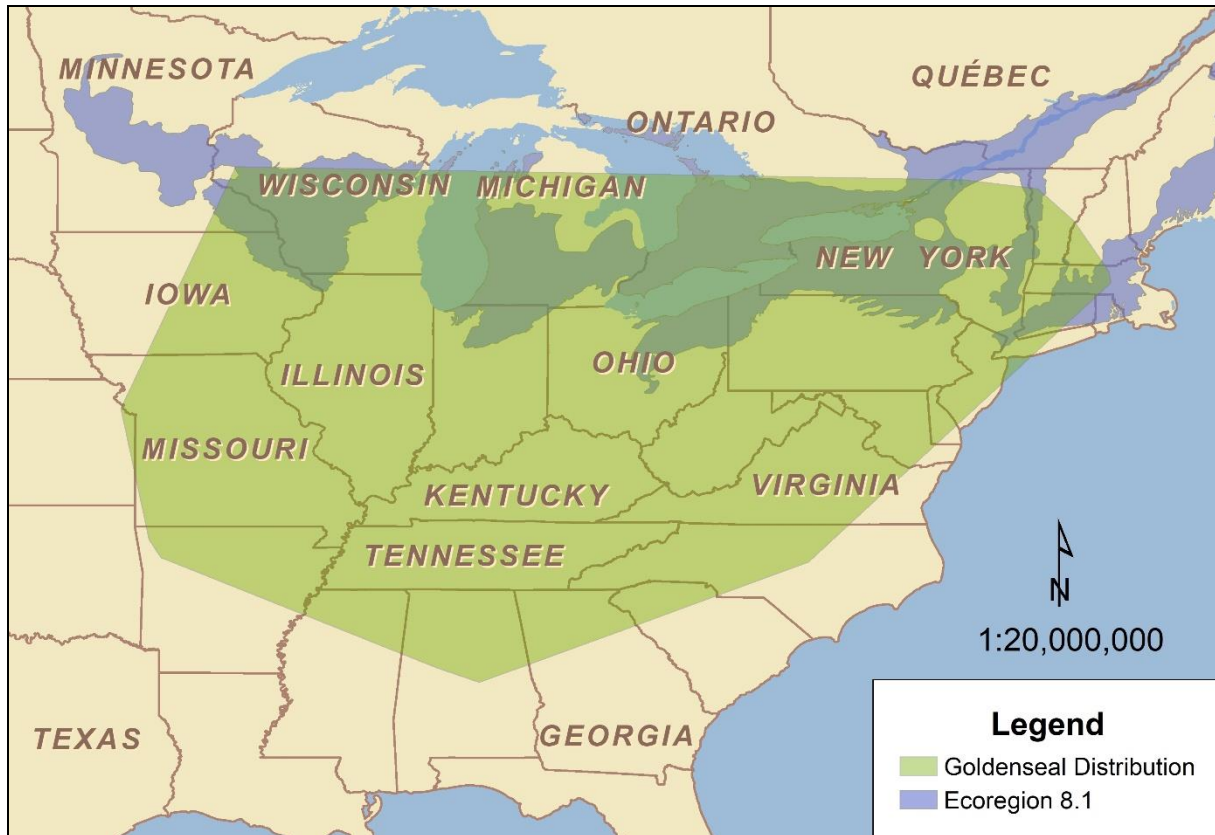 MINNESOTA
QUÉBEC
ONTARIO
WISCONSIN
MICHIGAN
NEW YORK
IOWA
ILLINOIS
OHIO
MISSOURI
KENTUCKY
VIRGINIA
TENNESSEE
N
1:20,000,000
TEXAS
GEORGIA
Legend
Goldenseal Distribution
Ecoregion 8.1